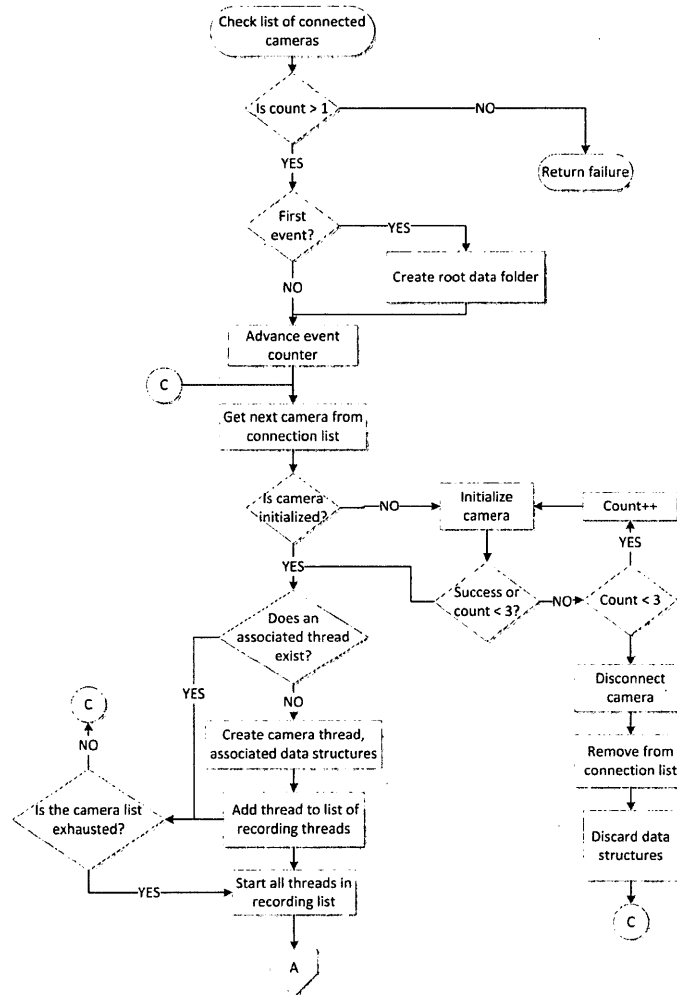 Check list of connected
cameras
Is count > 1
NO
YES
Return failure
First
event?
YES
Create root data folder
NO
Advance event
counter
C
Get next camera from
connection list
Is camera
initialized?
NO
Initialize
camera
Count++
YES
YES
Success or
count < 3?
NO
Count < 3
Does an
associated thread
exist?
YES
NO
Disconnect
camera
C
NO
Create camera thread,
associated data structures
Remove from
connection list
Is the camera list
exhausted?
Add thread to list of
recording threads
Discard data
structures
YES
Start all threads in
recording list
C
A